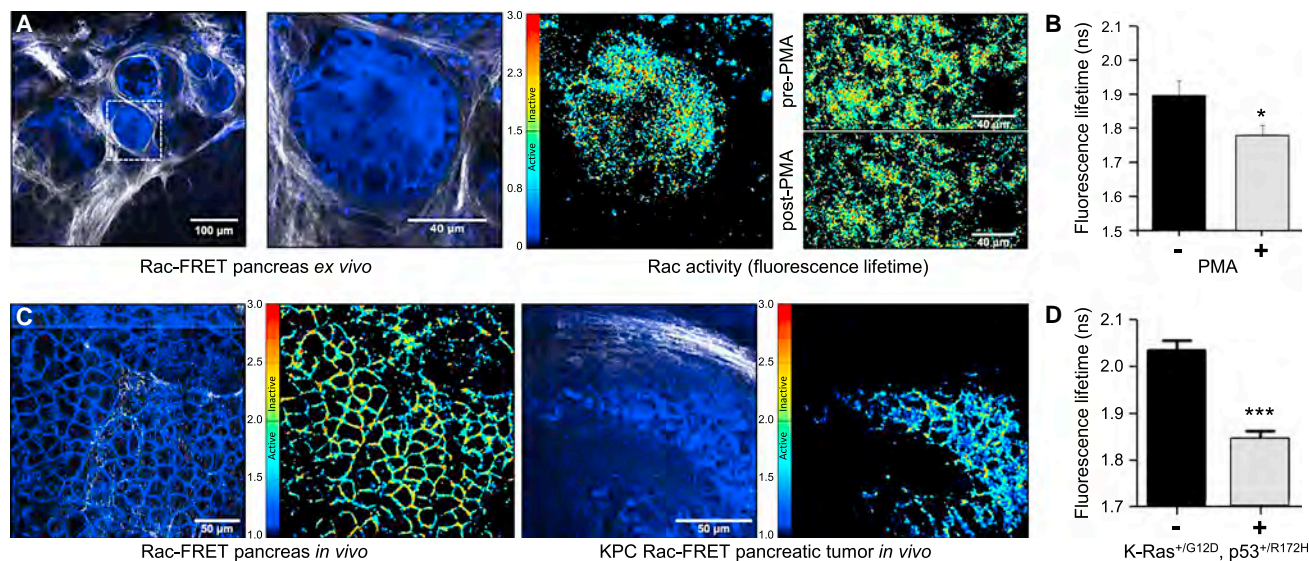 A
100 µm
40 µm
3.0
2.3
1.5
0.8
0
Inactive
Active
pre-PMA
40 µm
post-PMA
40 µm
Rac-FRET pancreas ex vivo
Rac activity (fluorescence lifetime)
B
Fluorescence lifetime (ns)
2.0
1.9
1.8
1.7
1.6
1.5
*
-
+
PMA
C
50 µm
3.0
2.5
2.0
1.5
1.0
Inactive
Active
50 µm
3.0
2.5
2.0
1.5
1.0
Inactive
Active
Rac-FRET pancreas in vivo
KPC Rac-FRET pancreatic tumor in vivo
D
Fluorescence lifetime (ns)
2.1
2.0
1.9
1.8
1.7
***
-
+
K-Ras+/G12D, p53+/R172H